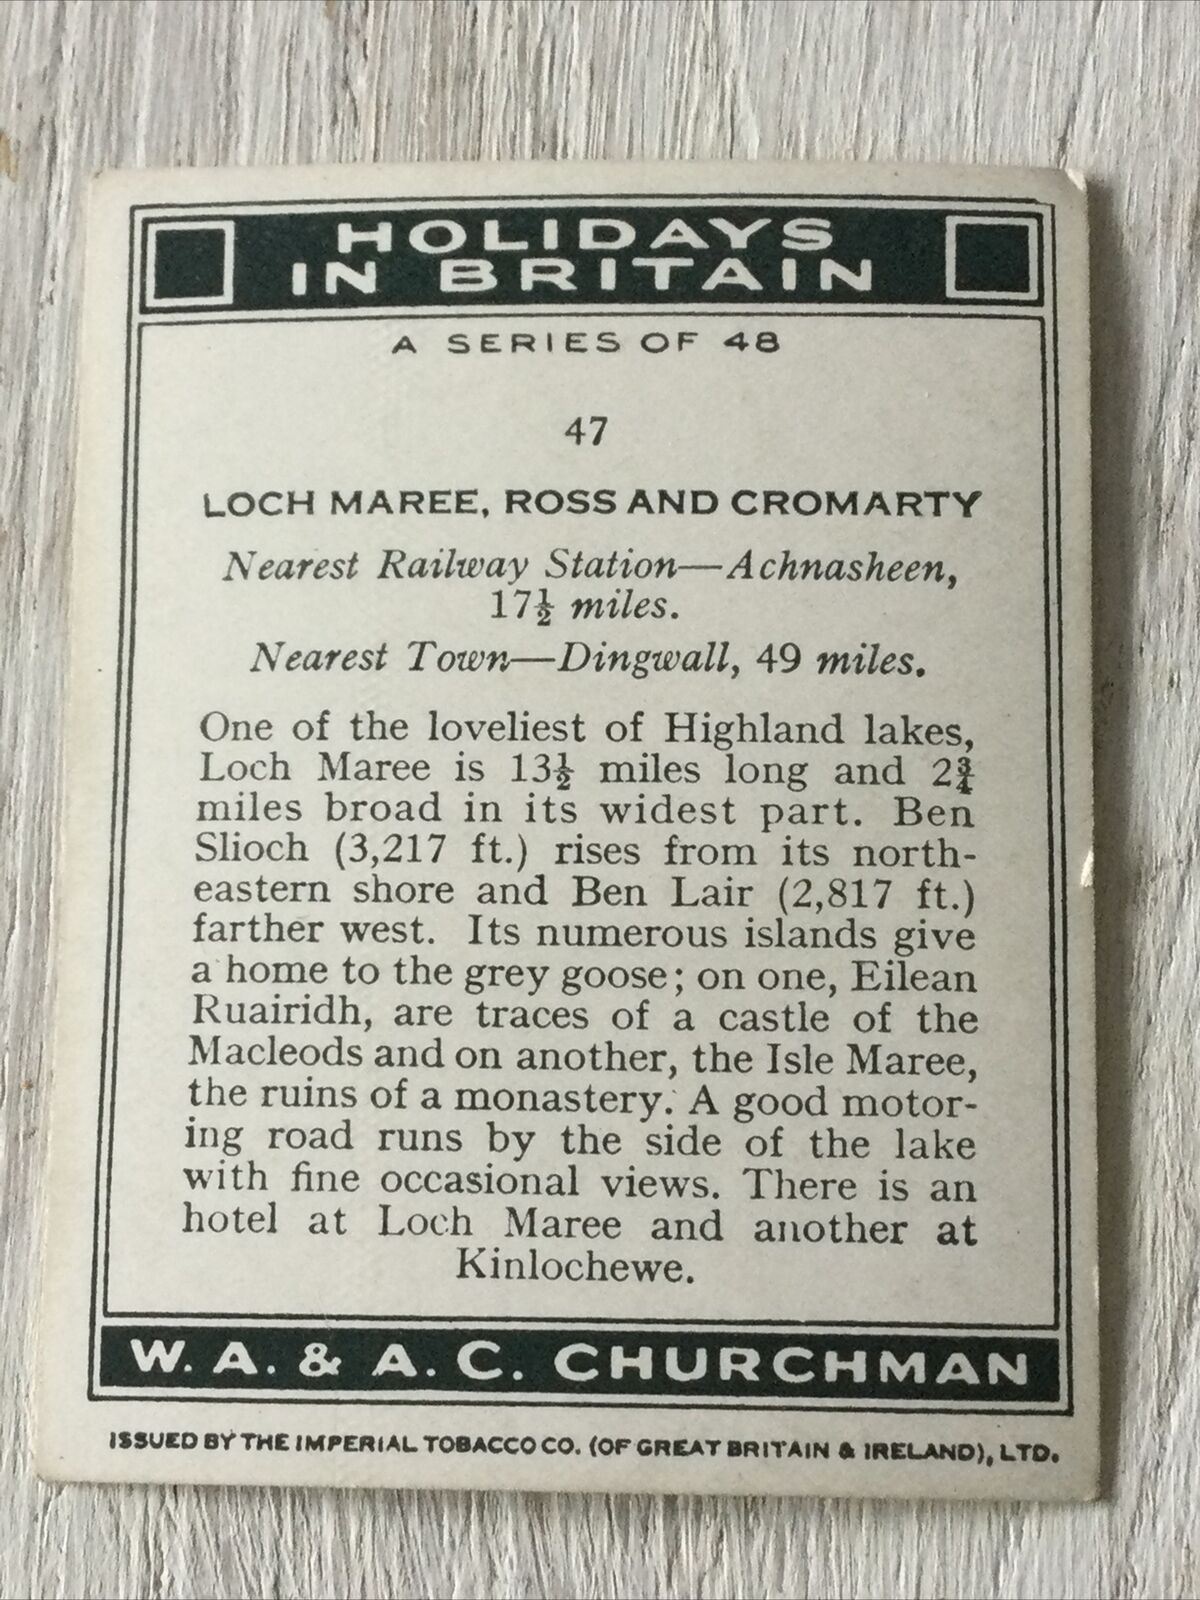 HOLIDAYS
IN BRITAIN
A SERIES OF 48
47
LOCH MAREE, ROSS AND CROMARTY
Nearest Railway Station—Achnasheen,
17½ miles.
Nearest Town—Dingwall, 49 miles.
One of the loveliest of Highland lakes,
Loch Maree is 13½ miles long and 2¾
miles broad in its widest part. Ben
Slioch (3,217 ft.) rises from its north-
eastern shore and Ben Lair (2,817 ft.)
farther west. Its numerous islands give
a home to the grey goose; on one, Eilean
Ruairidh, are traces of a castle of the
Macleods and on another, the Isle Maree,
the ruins of a monastery. A good motor-
ing road runs by the side of the lake
with fine occasional views. There is an
hotel at Loch Maree and another at
Kinlochewe.
W. A. & A. C. CHURCHMAN
ISSUED BY THE IMPERIAL TOBACCO CO. (OF GREAT BRITAIN & IRELAND), LTD.